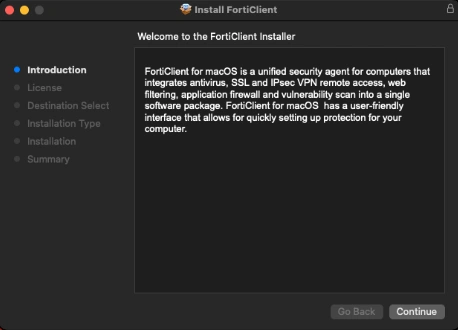 Install FortiClient
Welcome to the FortiClient Installer
Introduction
License
Destination Select
Installation Type
Installation
Summary
FortiClient for macOS is a unified security agent for computers that
integrates antivirus, SSL and IPsec VPN remote access, web
filtering, application firewall and vulnerability scan into a single
software package. FortiClient for macOS  has a user-friendly
interface that allows for quickly setting up protection for your
computer.
Go Back
Continue